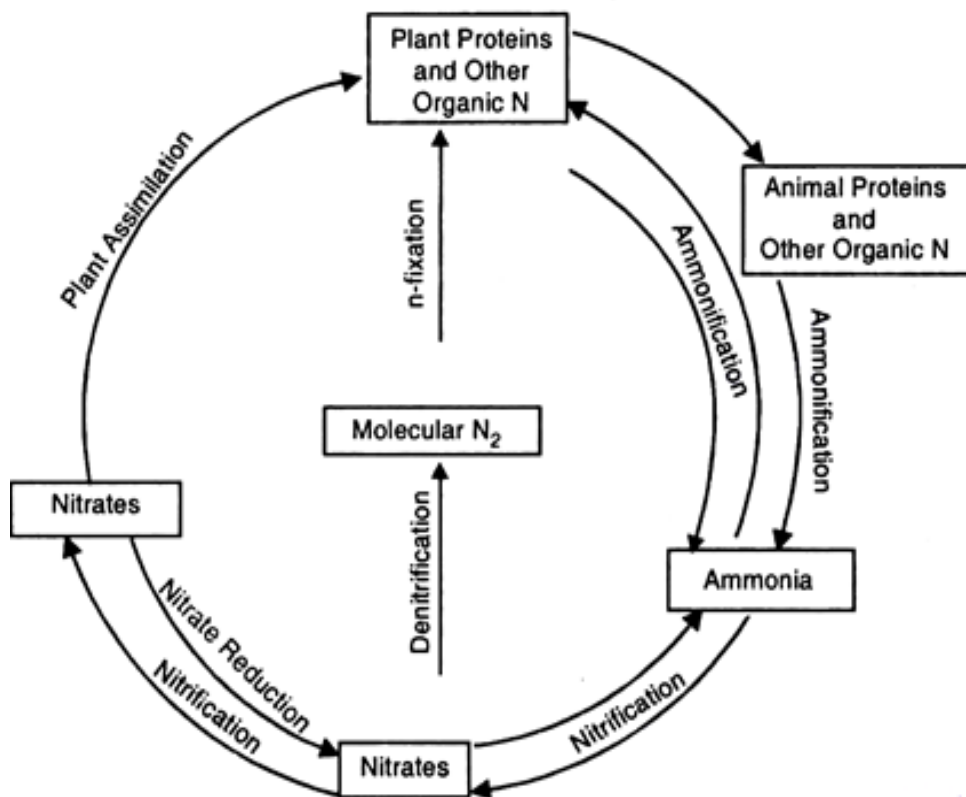 Plant Proteins
and Other
Organic N
Plant Assimilation
n-fixation
Ammonification
Animal Proteins
and
Other Organic N
Ammonification
Molecular N₂
Nitrates
Denitrification
Ammonia
Nitrate Reduction
Nitrification
Nitrification
Nitrates